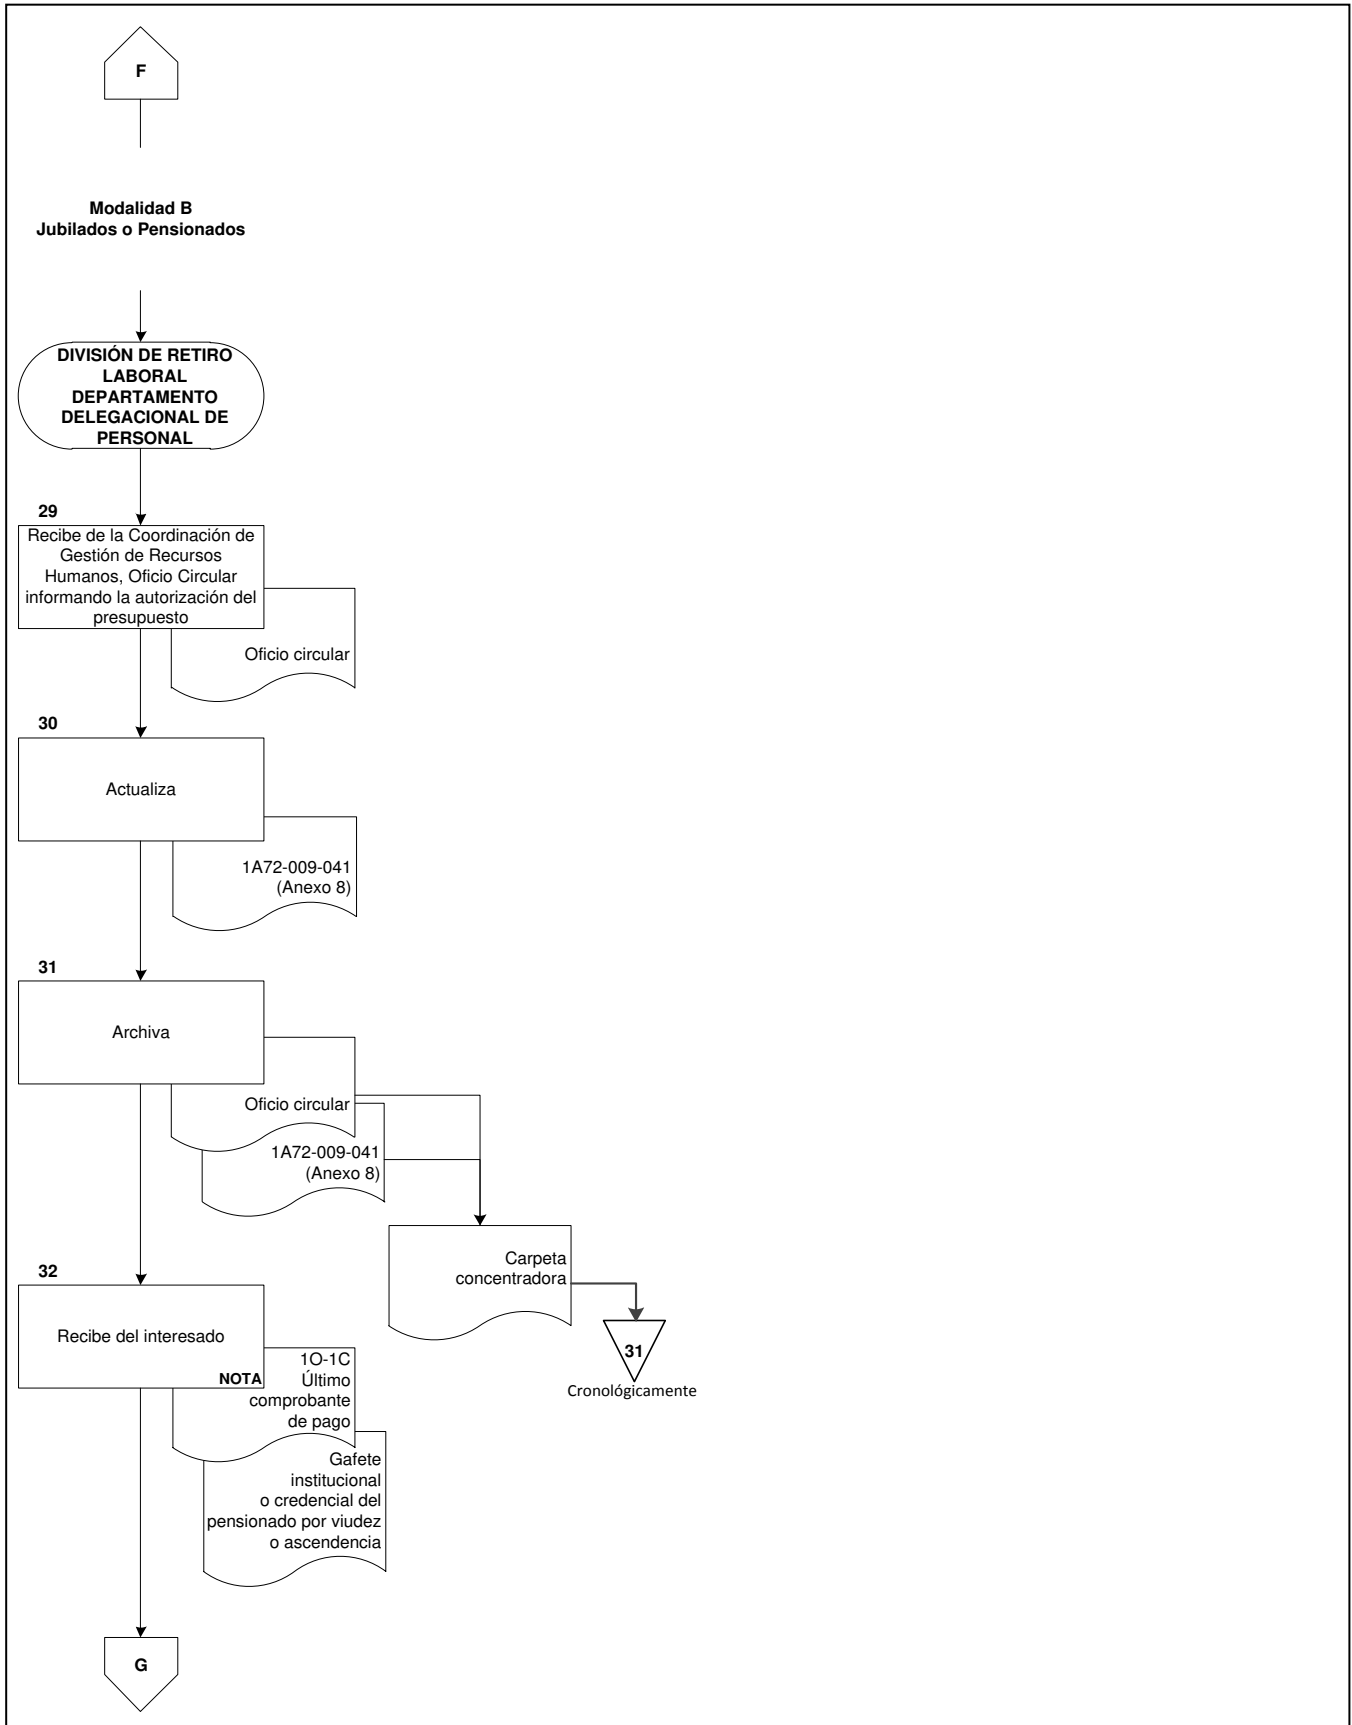 F
Modalidad B
Jubilados o Pensionados
DIVISIÓN DE RETIRO
LABORAL
DEPARTAMENTO
DELEGACIONAL DE
PERSONAL
29
Recibe de la Coordinación de
Gestión de Recursos
Humanos, Oficio Circular
informando la autorización del
presupuesto
Oficio circular
30
Actualiza
1A72-009-041
(Anexo 8)
31
Archiva
Oficio circular
1A72-009-041
(Anexo 8)
Carpeta
concentradora
31
Cronológicamente
32
Recibe del interesado
NOTA
1O-1C
Último
comprobante
de pago
Gafete
institucional
o credencial del
pensionado por viudez
o ascendencia
G